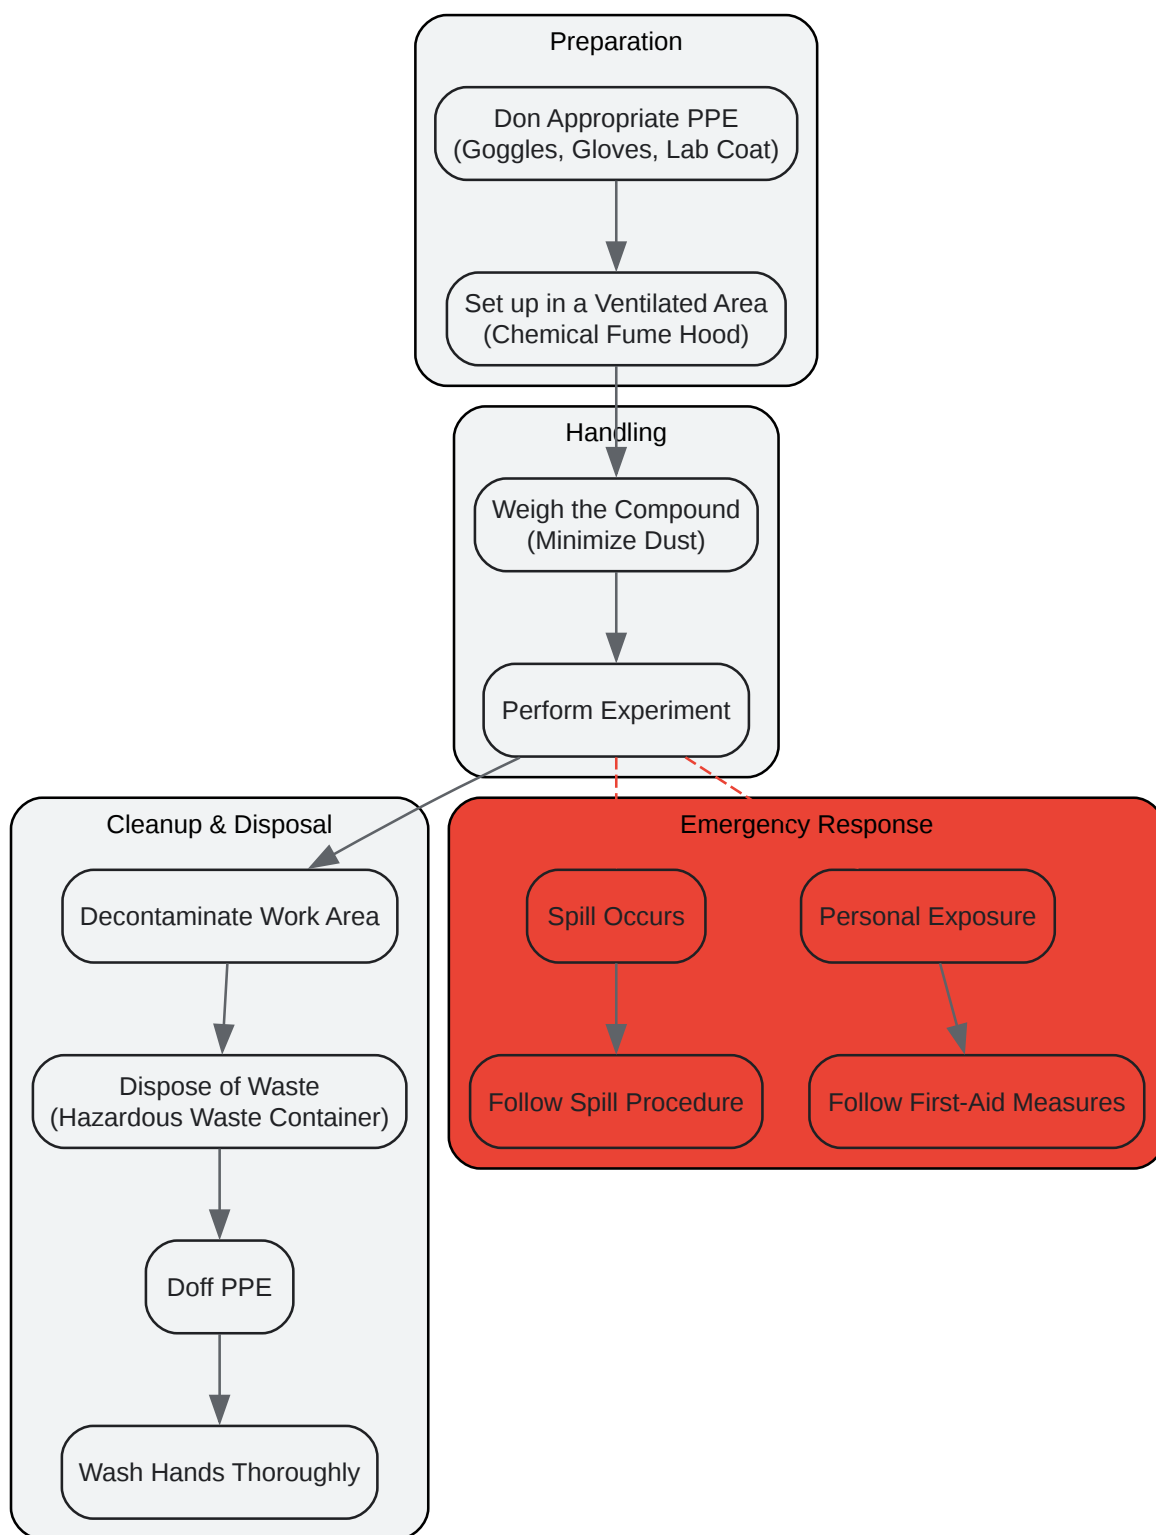 Preparation
Don Appropriate PPE
(Goggles, Gloves, Lab Coat)
Set up in a Ventilated Area
(Chemical Fume Hood)
Handling
Weigh the Compound
(Minimize Dust)
Perform Experiment
Cleanup & Disposal
Decontaminate Work Area
Dispose of Waste
(Hazardous Waste Container)
Doff PPE
Wash Hands Thoroughly
Emergency Response
Spill Occurs
Personal Exposure
Follow Spill Procedure
Follow First-Aid Measures